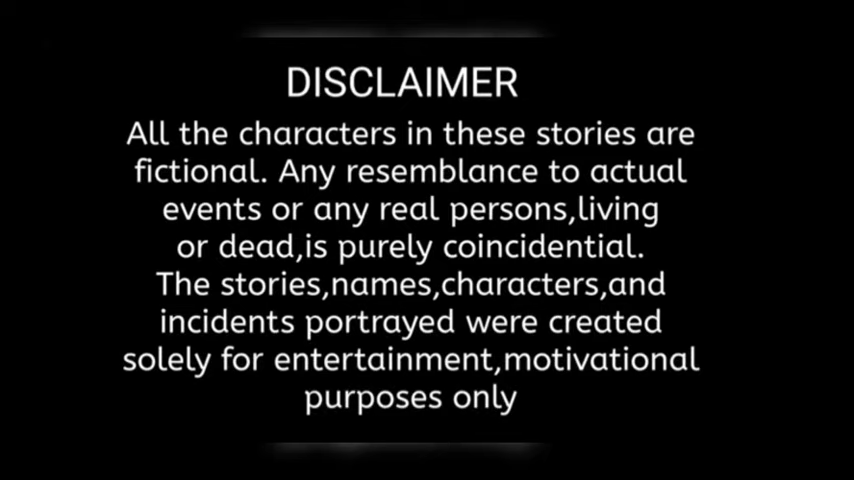 DISCLAIMER
All the characters in these stories are
fictional. Any resemblance to actual
events or any real persons,living
or dead,is purely coincidential.
The stories,names,characters,and
incidents portrayed were created
solely for entertainment,motivational
purposes only